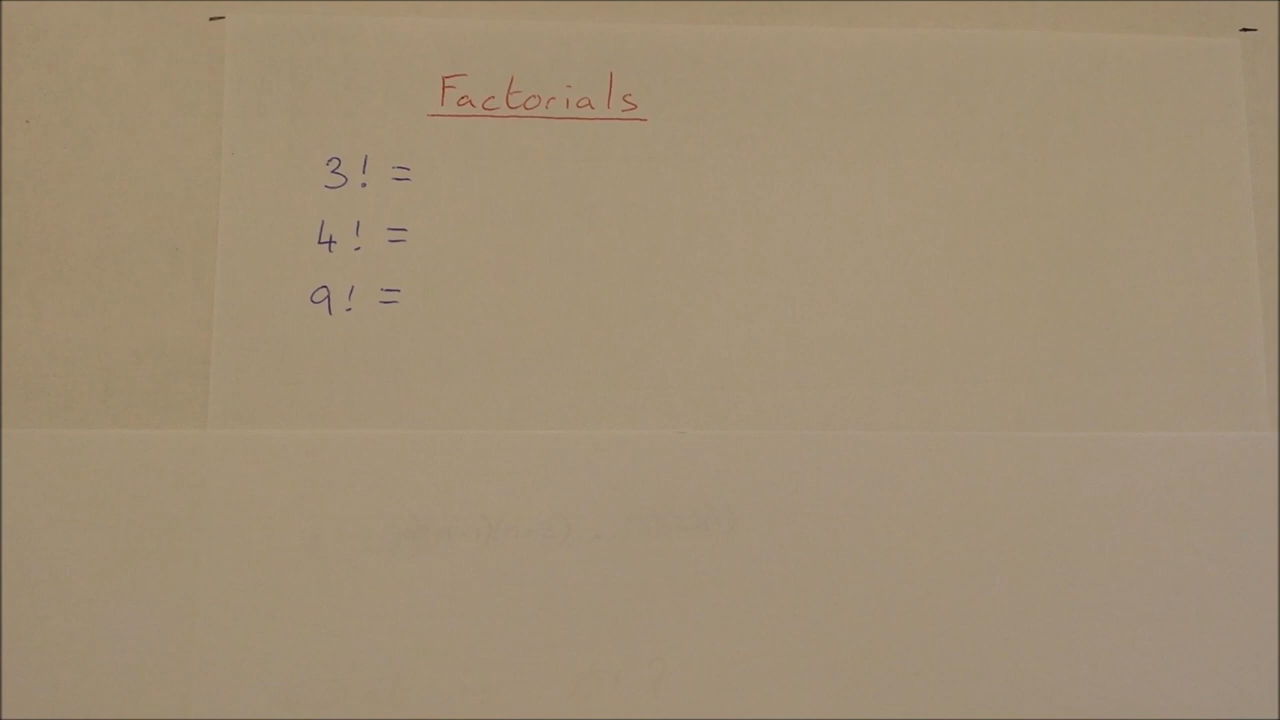 Factorials
3! =
4! =
9! =